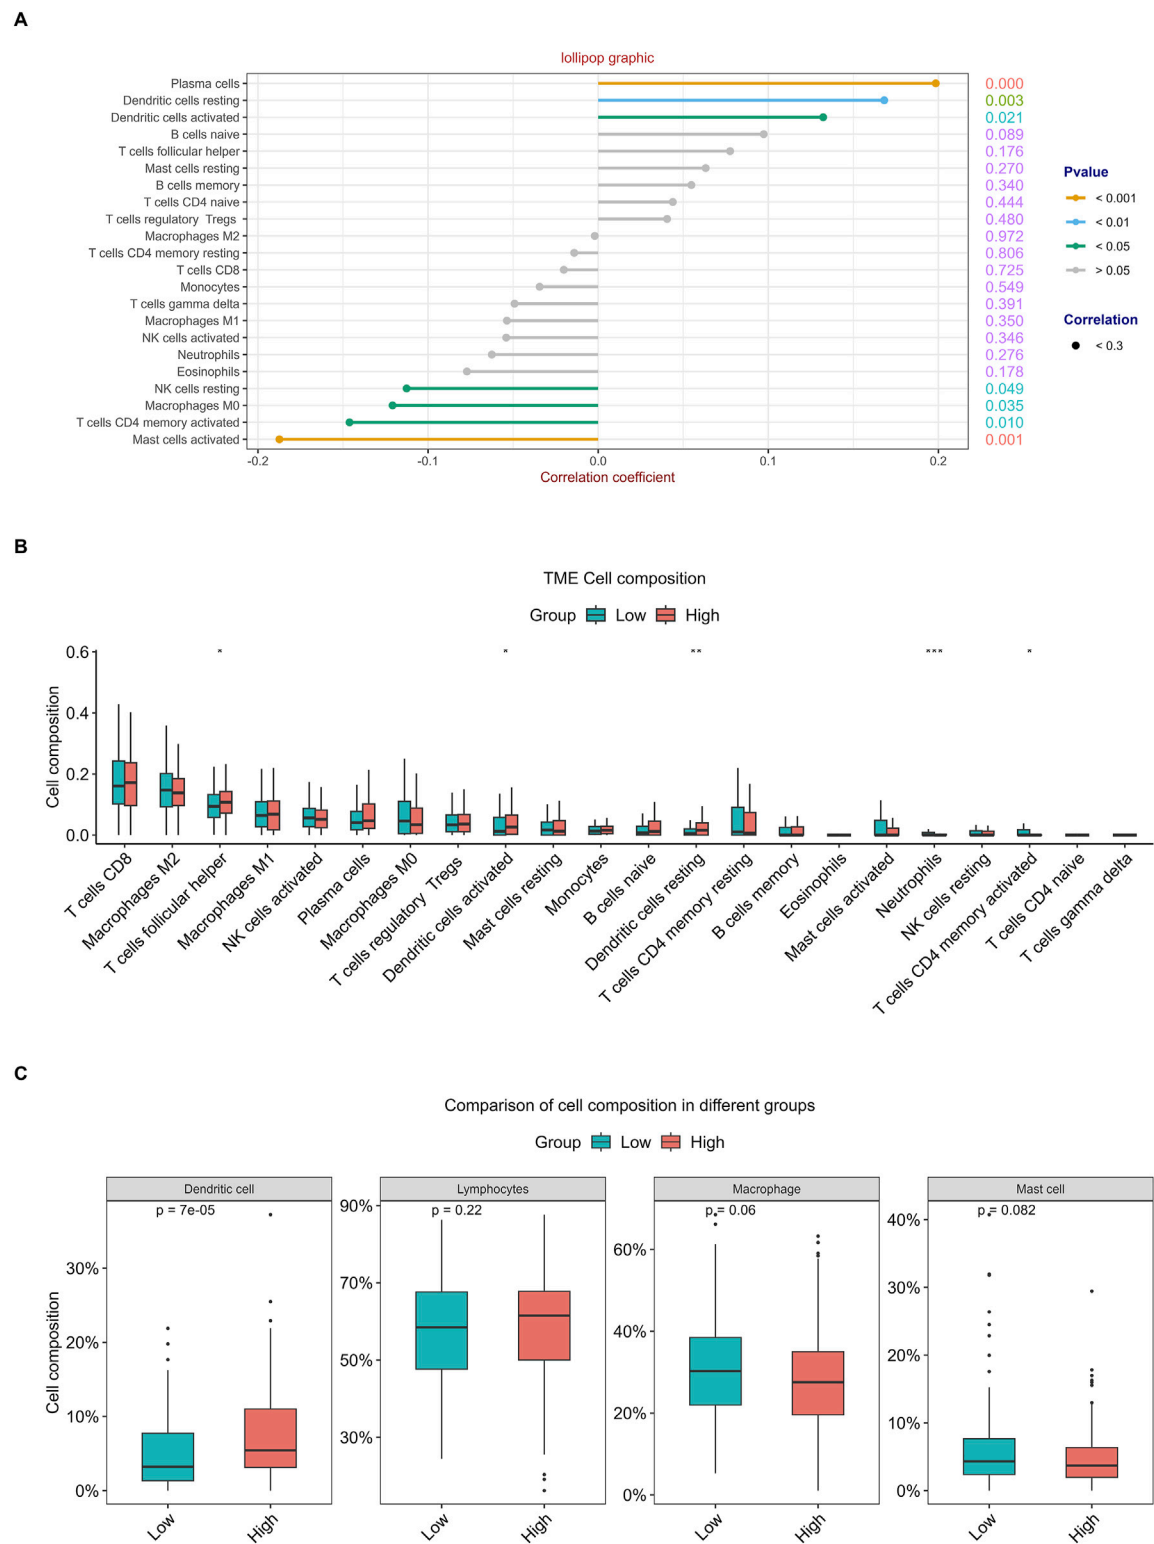 A
lollipop graphic
Plasma cells 0.000
Dendritic cells resting 0.003
Dendritic cells activated 0.021
B cells naive 0.089
T cells follicular helper 0.176
Mast cells resting 0.270
B cells memory 0.340
T cells CD4 naive 0.444
T cells regulatory Tregs 0.480
Macrophages M2 0.972
T cells CD4 memory resting 0.806
T cells CD8 0.725
Monocytes 0.549
T cells gamma delta 0.391
Macrophages M1 0.350
NK cells activated 0.346
Neutrophils 0.276
Eosinophils 0.178
NK cells resting 0.049
Macrophages M0 0.035
T cells CD4 memory activated 0.010
Mast cells activated 0.001
-0.2 -0.1 0.0 0.1 0.2
Correlation coefficient
Pvalue
< 0.001
< 0.01
< 0.05
> 0.05
Correlation
< 0.3
B
TME Cell composition
Group Low High
Cell composition
0.6
0.4
0.2
0.0
* * ** *** *
T cells CD8
Macrophages M2
T cells follicular helper
Macrophages M1
NK cells activated
Plasma cells
Macrophages M0
T cells regulatory Tregs
Dendritic cells activated
Mast cells resting
Monocytes
B cells naive
Dendritic cells resting
T cells CD4 memory resting
B cells memory
Eosinophils
Mast cells activated
Neutrophils
NK cells resting
T cells CD4 memory activated
T cells CD4 naive
T cells gamma delta
C
Comparison of cell composition in different groups
Group Low High
Cell composition
Dendritic cell
p = 7e-05
30%
20%
10%
0%
Low High
Lymphocytes
p = 0.22
90%
70%
50%
30%
Low High
Macrophage
p = 0.06
60%
40%
20%
0%
Low High
Mast cell
p = 0.082
40%
30%
20%
10%
0%
Low High